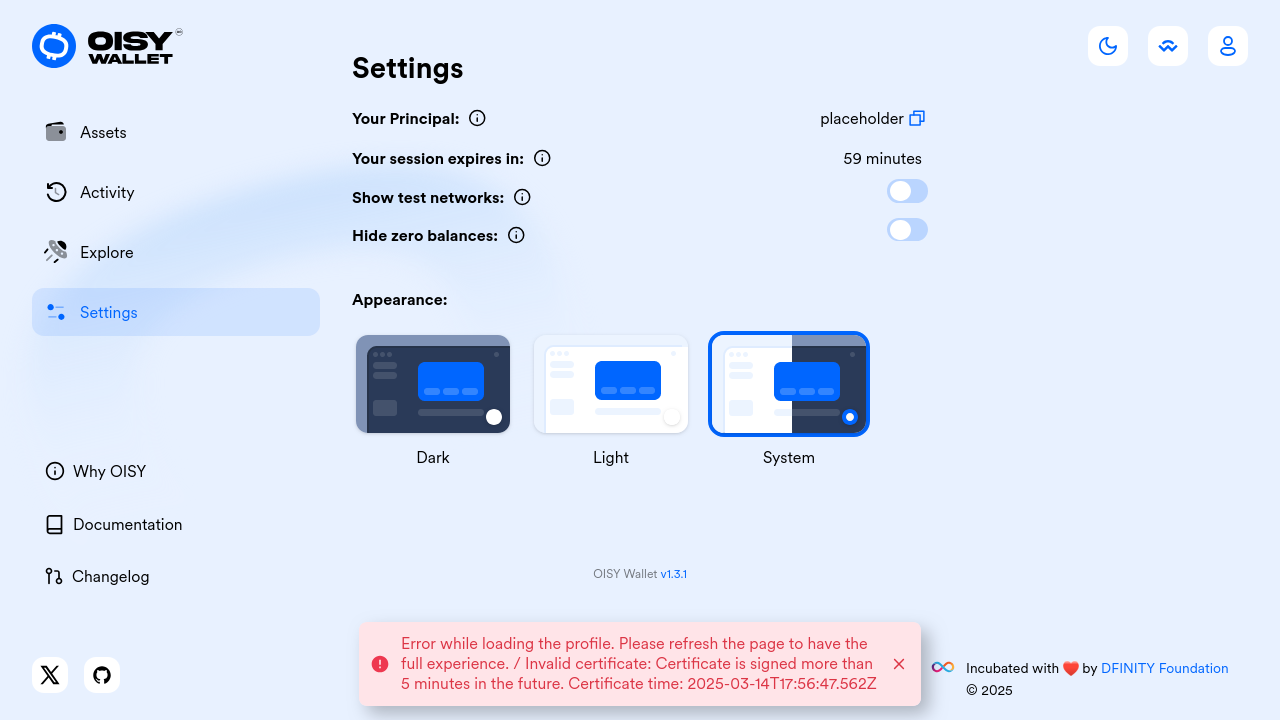 OISY
WALLET
Settings
Assets
Activity
Explore
Settings
Your Principal:
placeholder
Your session expires in:
59 minutes
Show test networks:
Hide zero balances:
Appearance:
Dark
Light
System
Why OISY
Documentation
Changelog
OISY Wallet v1.3.1
Error while loading the profile. Please refresh the page to have the
full experience. / Invalid certificate: Certificate is signed more than
5 minutes in the future. Certificate time: 2025-03-14T17:56:47.562Z
Incubated with ❤️ by DFINITY Foundation
© 2025